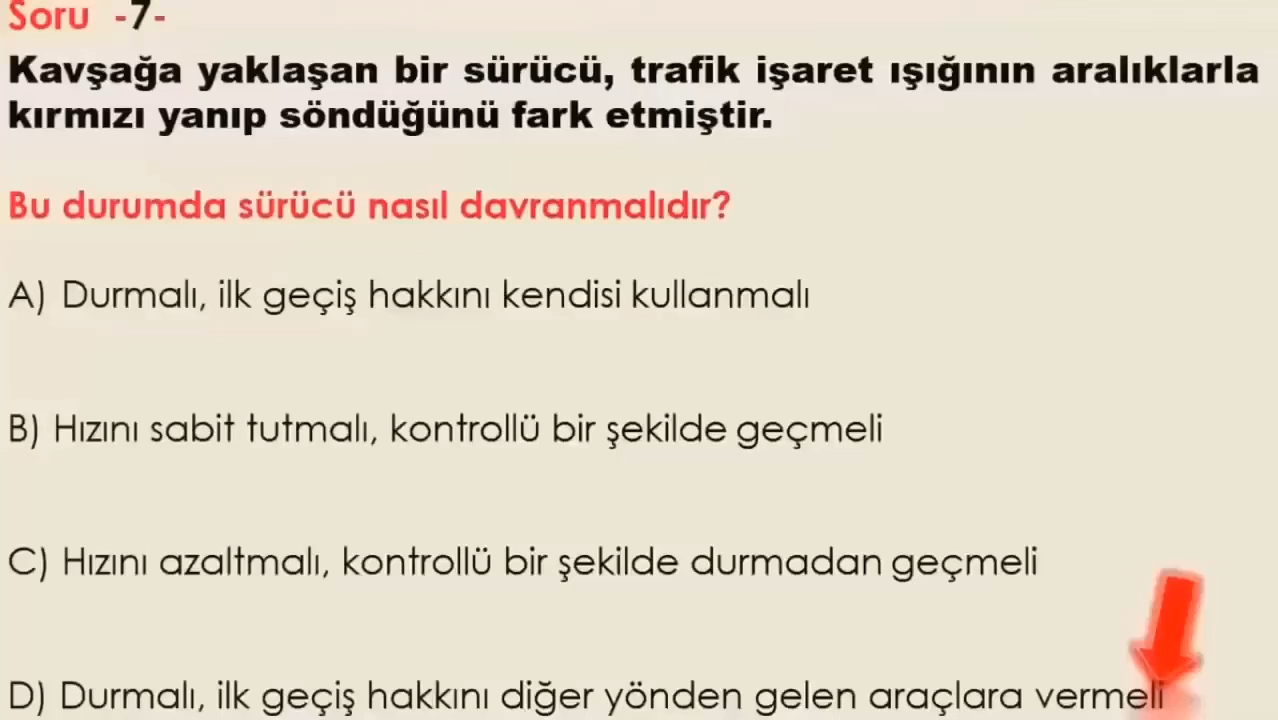 Soru -7-
Kavşağa yaklaşan bir sürücü, trafik işaret ışığının aralıklarla
kırmızı yanıp söndüğünü fark etmiştir.
Bu durumda sürücü nasıl davranmalıdır?
A) Durmalı, ilk geçiş hakkını kendisi kullanmalı
B) Hızını sabit tutmalı, kontrollü bir şekilde geçmeli
C) Hızını azaltmalı, kontrollü bir şekilde durmadan geçmeli
D) Durmalı, ilk geçiş hakkını diğer yönden gelen araçlara vermeli